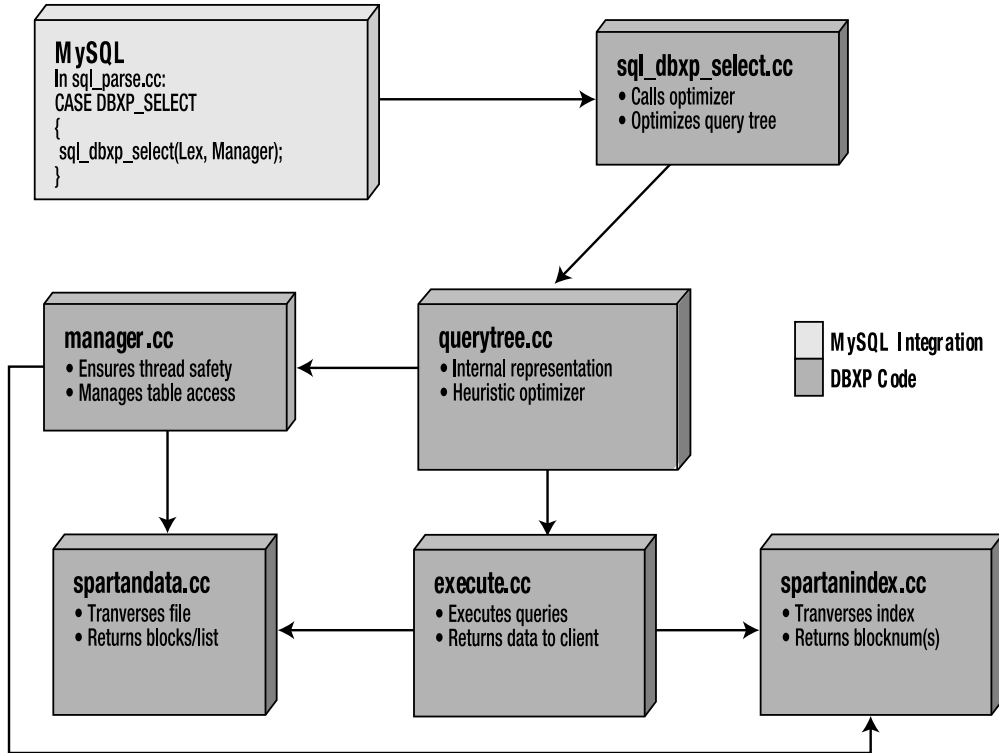 MySQL
In sql_parse.cc:
CASE DBXP_SELECT
{
sql_dbxp_select(Lex, Manager);
}
sql_dbxp_select.cc
• Calls optimizer
• Optimizes query tree
manager.cc
• Ensures thread safety
• Manages table access
querytree.cc
• Internal representation
• Heuristic optimizer
MySQL Integration
DBXP Code
spartandata.cc
• Tranverses file
• Returns blocks/list
execute.cc
• Executes queries
• Returns data to client
spartanindex.cc
• Tranverses index
• Returns blocknum(s)